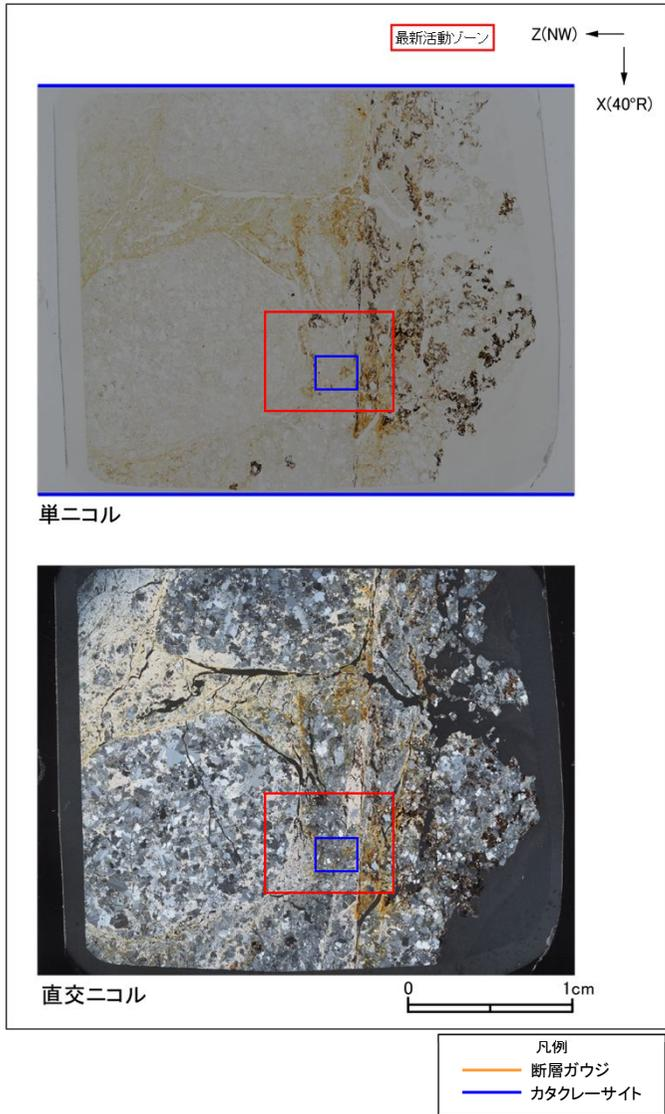 最新活動ゾーン
Z(NW)
X(40°R)
単ニコル
直交ニコル
0 1cm
凡例
断層ガウジ
カタクレーサイト